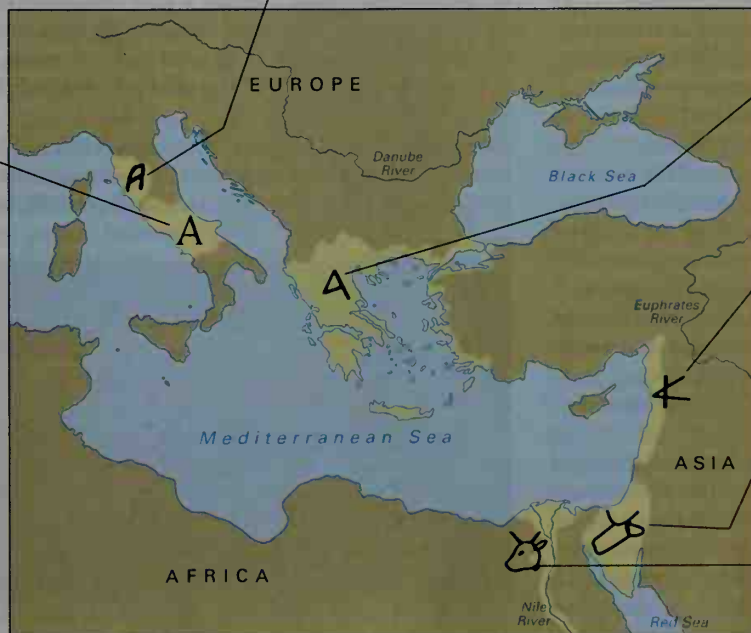 EUROPE
Danube
River
Black Sea
A
A
A
Euphrates
River
Mediterranean Sea
ASIA
AFRICA
Nile
River
Red Sea